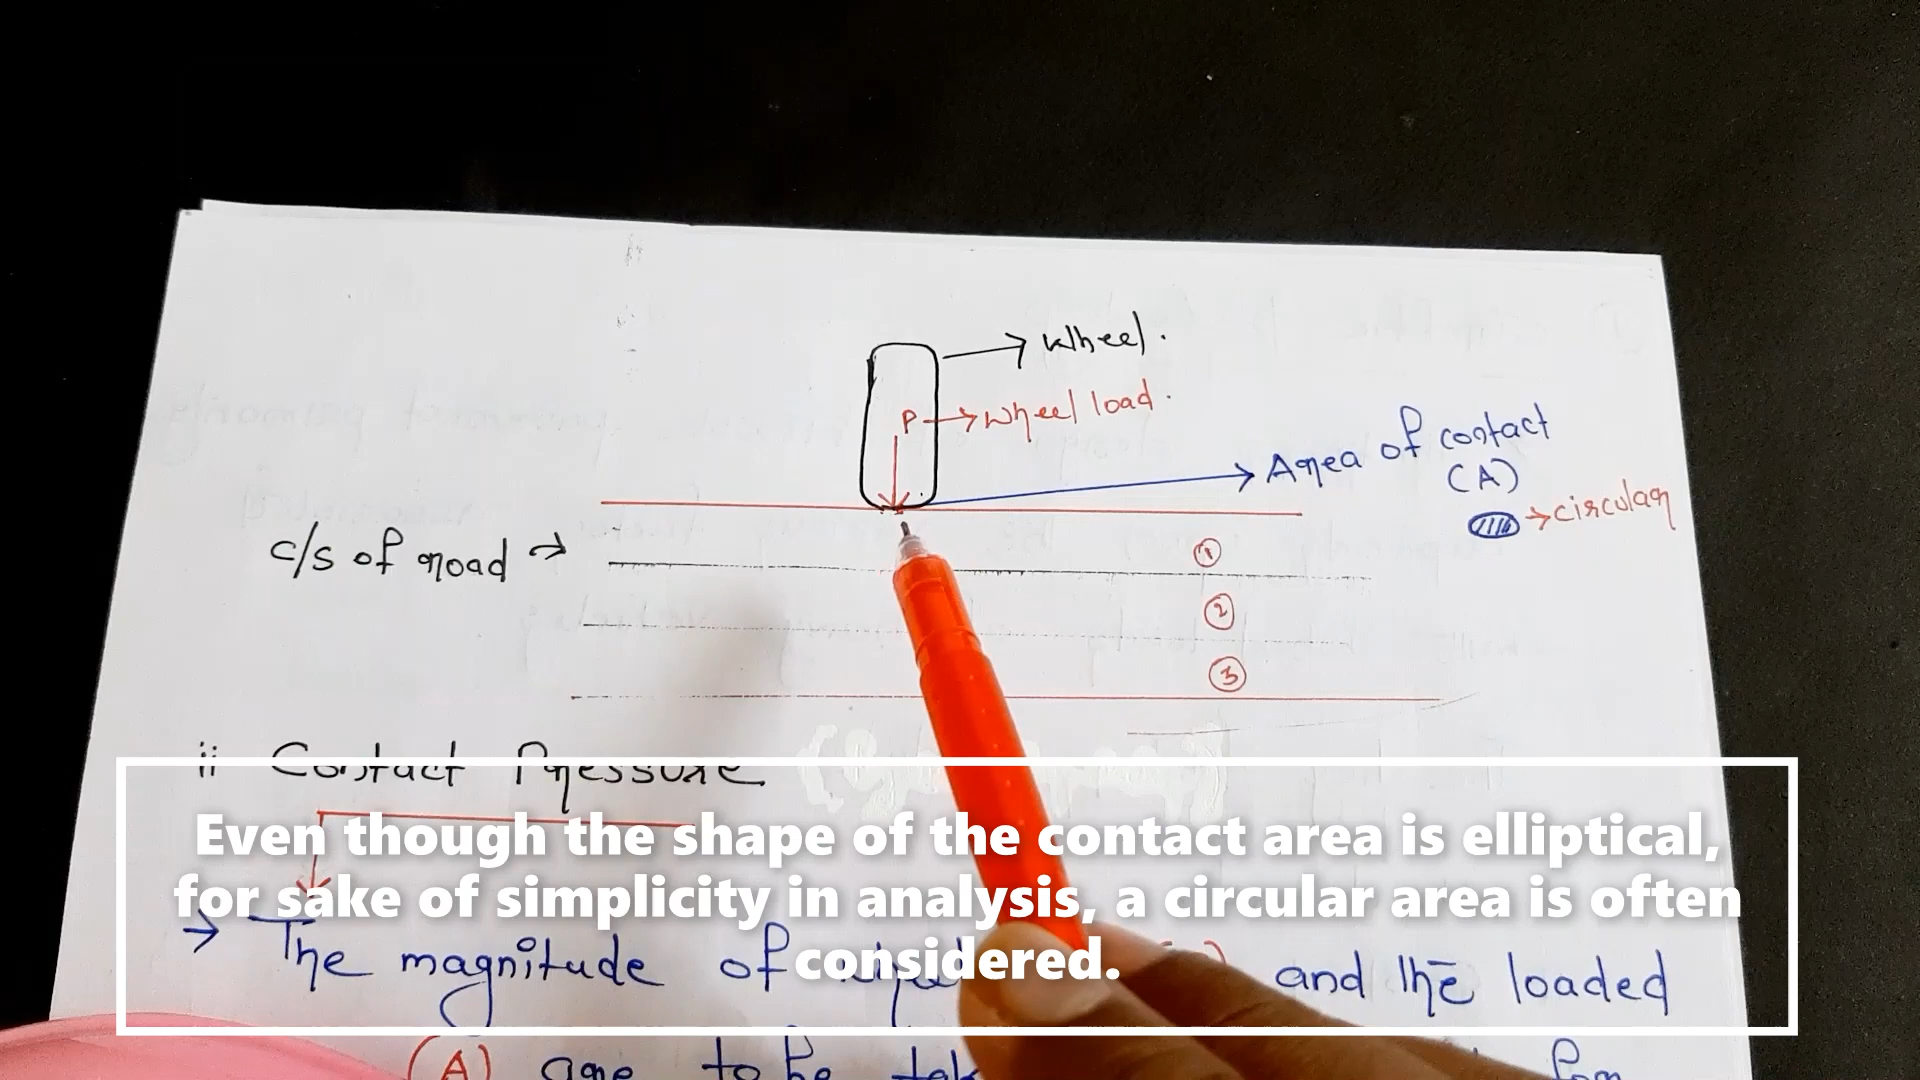 Wheel.
P → Wheel load.
Area of contact
(A)
→ circular
c/s of road →
①
②
③
ii Contact Pressure
Even though the shape of the contact area is elliptical,
for sake of simplicity in analysis, a circular area is often
considered.
→ The magnitude of and the loaded
(A) are to be